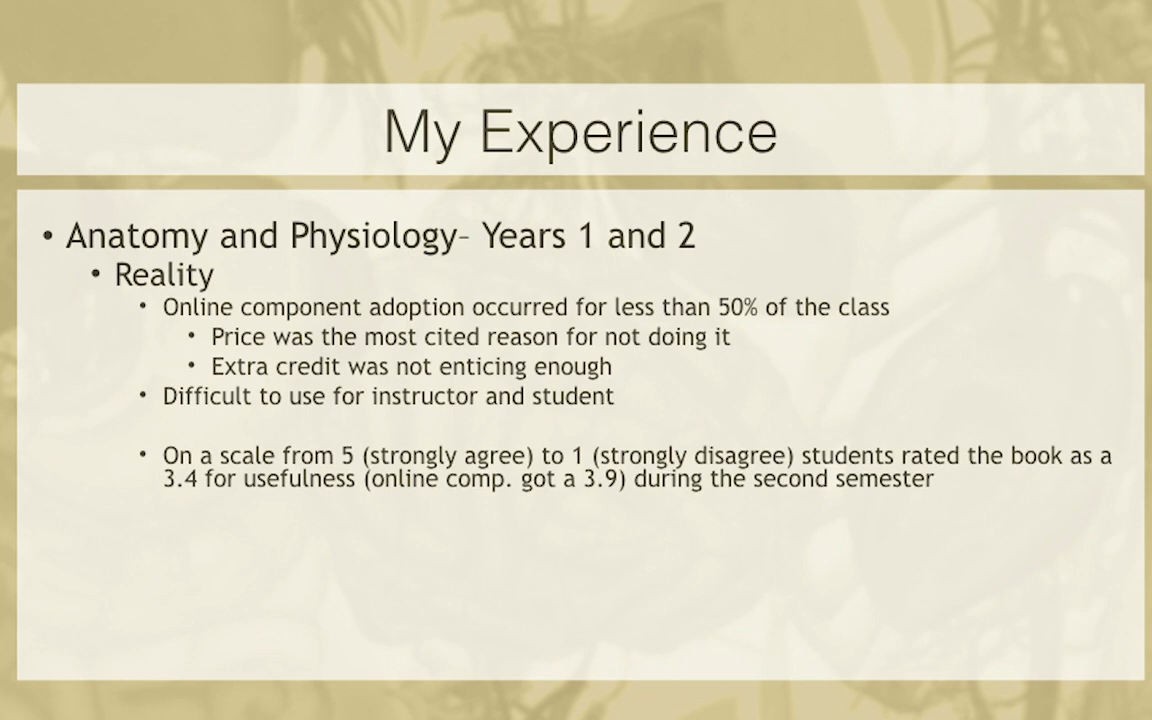 My Experience
• Anatomy and Physiology– Years 1 and 2
• Reality
• Online component adoption occurred for less than 50% of the class
• Price was the most cited reason for not doing it
• Extra credit was not enticing enough
• Difficult to use for instructor and student
• On a scale from 5 (strongly agree) to 1 (strongly disagree) students rated the book as a
3.4 for usefulness (online comp. got a 3.9) during the second semester